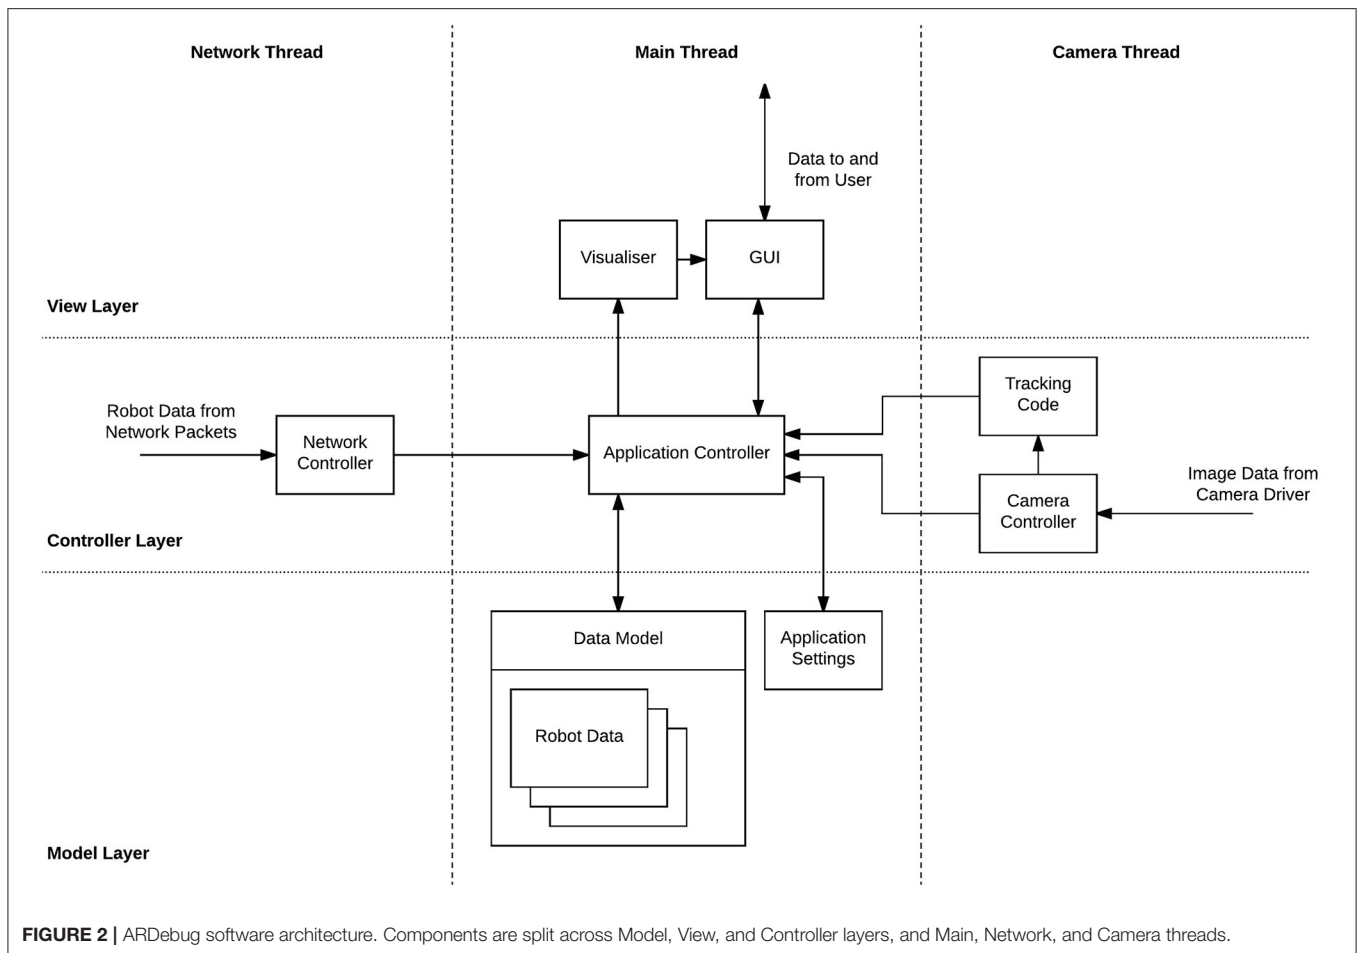 Network Thread
Main Thread
Camera Thread
Data to and
from User
Visualiser
GUI
View Layer
Tracking
Code
Robot Data from
Network Packets
Network
Controller
Application Controller
Image Data from
Camera Driver
Camera
Controller
Controller Layer
Data Model
Application
Settings
Robot Data
Model Layer
FIGURE 2 | ARDebug software architecture. Components are split across Model, View, and Controller layers, and Main, Network, and Camera threads.